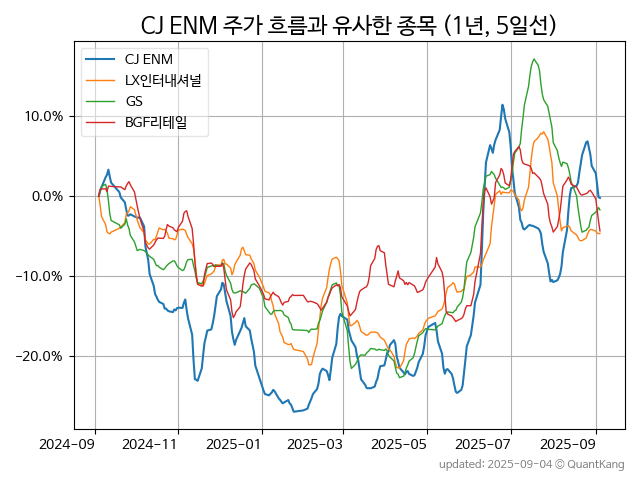 CJ ENM 주가 흐름과 유사한 종목 (1년, 5일선)
CJ ENM
LX인터내셔널
GS
BGF리테일
10.0%
0.0%
−10.0%
−20.0%
2024-09 2024-11 2025-01 2025-03 2025-05 2025-07 2025-09
updated: 2025-09-04 © QuantKang